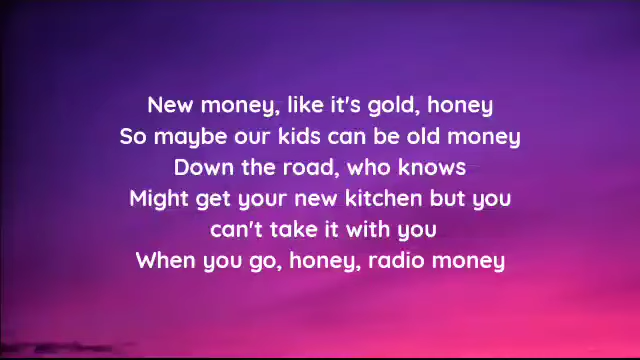 New money, like it's gold, honey
So maybe our kids can be old money
Down the road, who knows
Might get your new kitchen but you
can't take it with you
When you go, honey, radio money